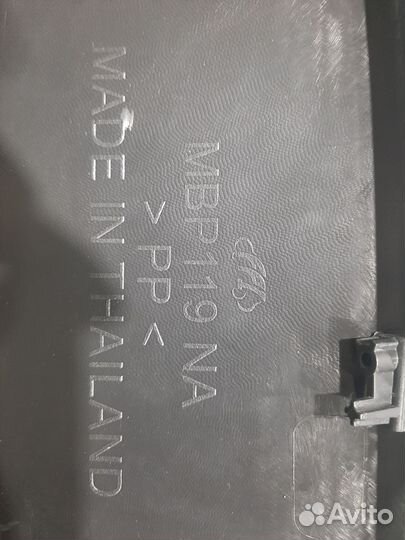 MBP119 NA
>PP<
MADE IN THAILAND
Avito